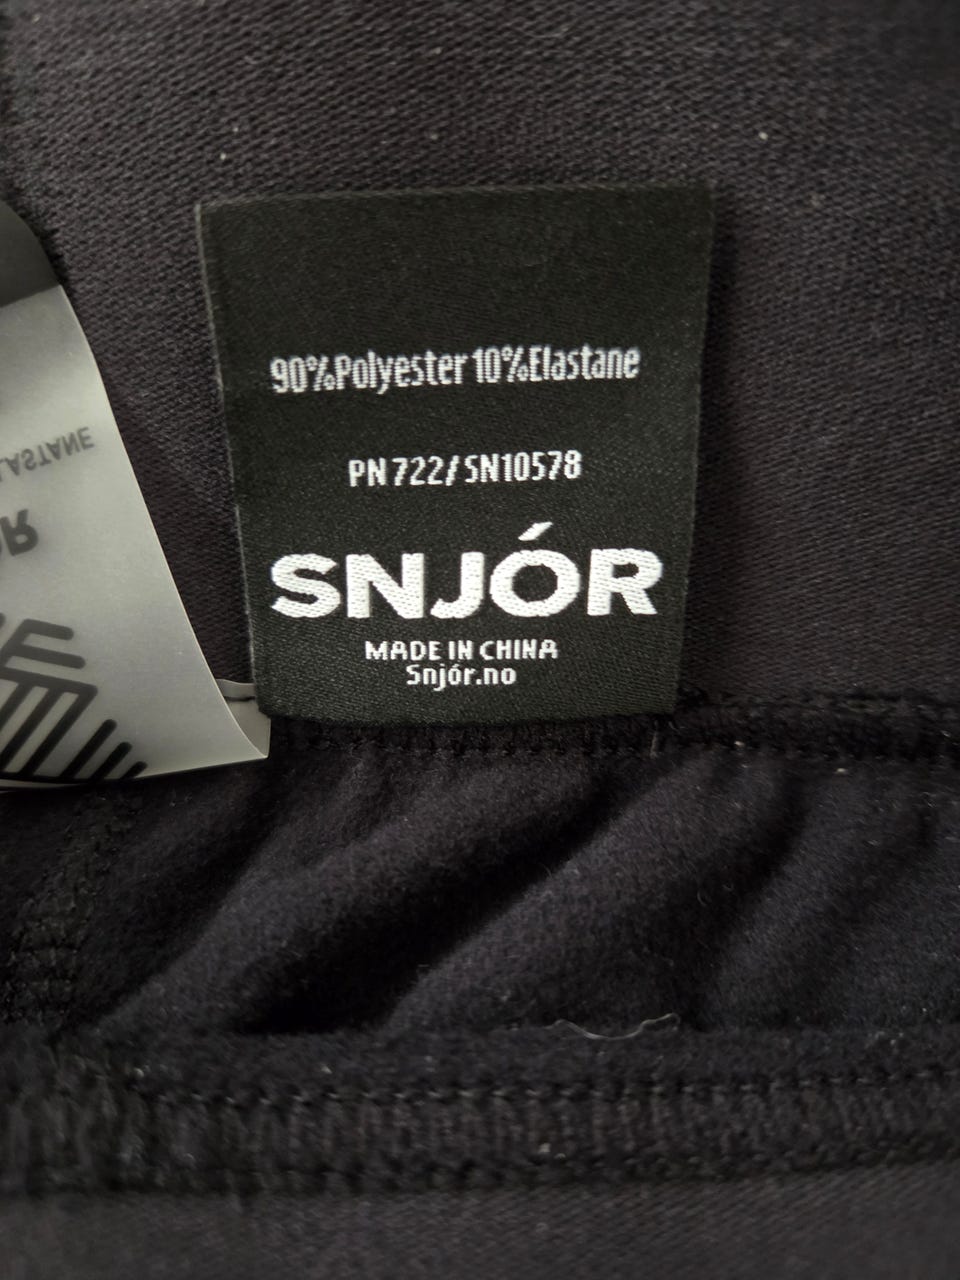 90%Polyester 10%Elastane
PN 722/SN10578
SNJÓR
MADE IN CHINA
Snjór.no